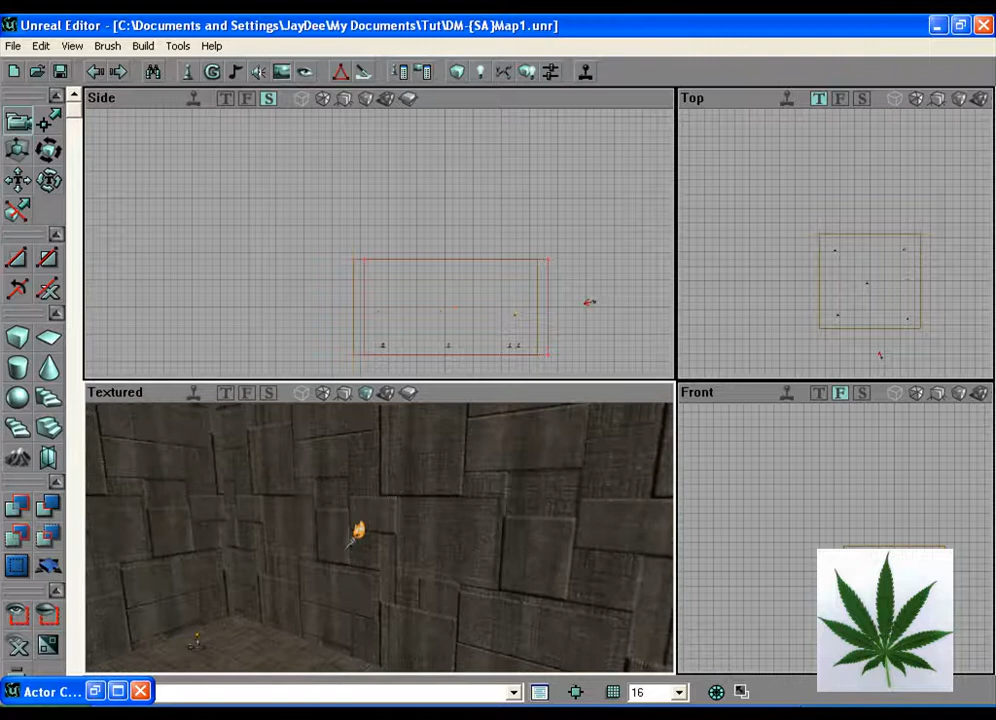 Unreal Editor - [C:\Documents and Settings\JayDee\My Documents\Tut\DM-{SA}Map1.unr]
File Edit View Brush Build Tools Help
Side T F S
Top T F S
Textured T F S
Front T F S
Actor C...
16